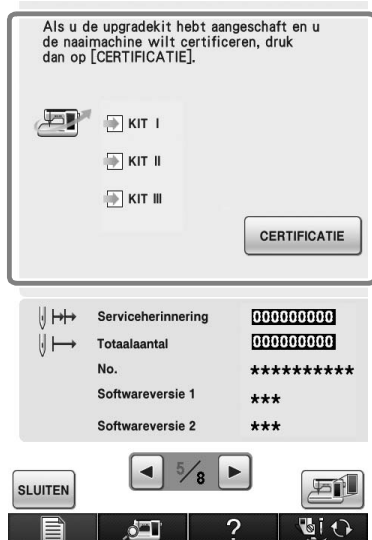 Als u de upgradekit hebt aangeschaft en u
de naaimachine wilt certificeren, druk
dan op [CERTIFICATIE].
KIT I
KIT II
KIT III
CERTIFICATIE
Serviceherinnering 000000000
Totaalaantal 000000000
No. **********
Softwareversie 1 ***
Softwareversie 2 ***
SLUITEN
5/8
?